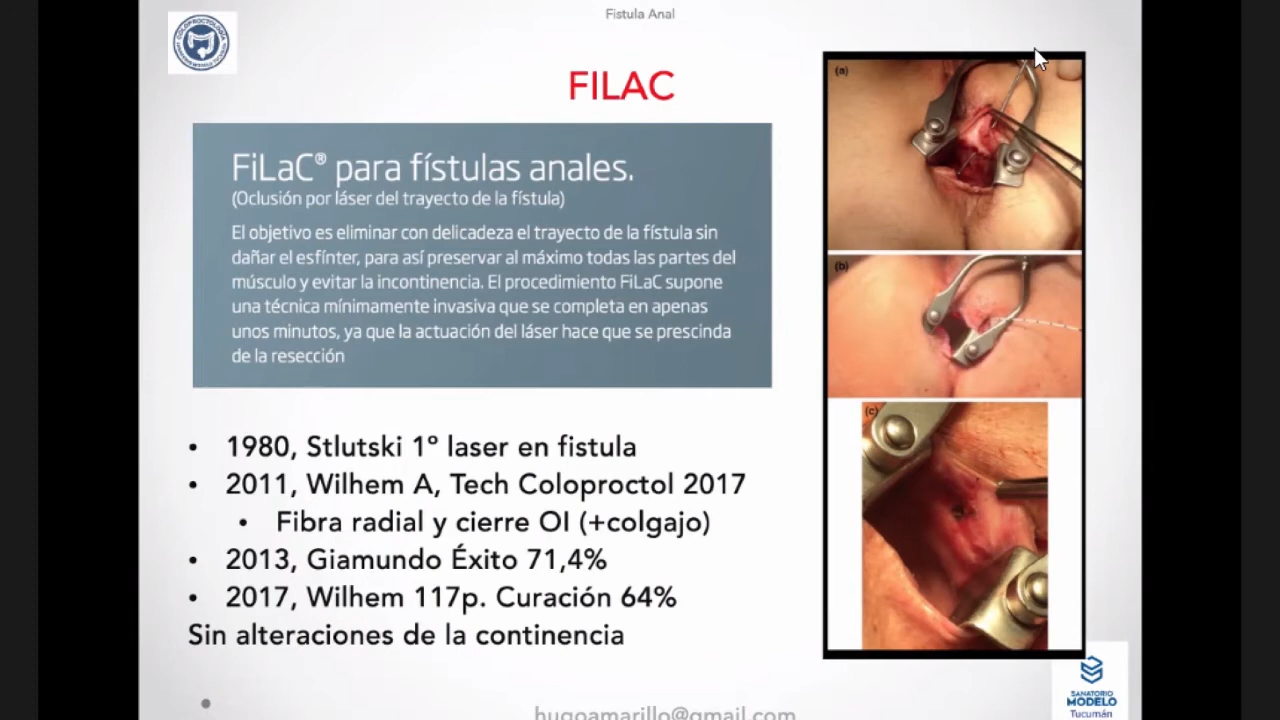 Fistula Anal
FILAC
FiLaC® para fístulas anales.
(Oclusión por láser del trayecto de la fístula)
El objetivo es eliminar con delicadeza el trayecto de la fístula sin
dañar el esfínter, para así preservar al máximo todas las partes del
músculo y evitar la incontinencia. El procedimiento FiLaC supone
una técnica mínimamente invasiva que se completa en apenas
unos minutos, ya que la actuación del láser hace que se prescinda
de la resección
• 1980, Stlutski 1º laser en fistula
• 2011, Wilhem A, Tech Coloproctol 2017
• Fibra radial y cierre OI (+colgajo)
• 2013, Giamundo Éxito 71,4%
• 2017, Wilhem 117p. Curación 64%
Sin alteraciones de la continencia
(a)
(b)
(c)
SANATORIO
MODELO
Tucumán
hugoamarillo@gmail.com